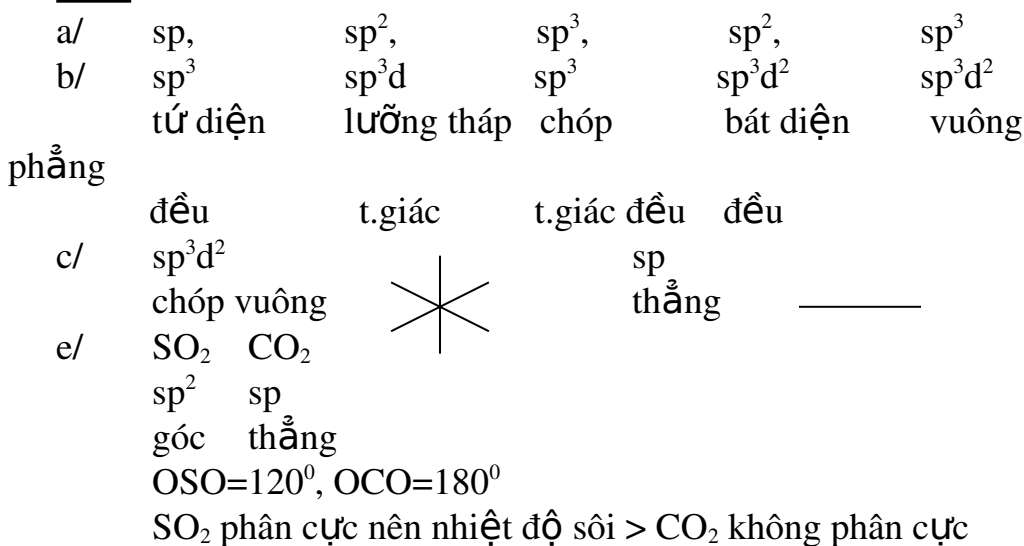 a/ sp, sp², sp³, sp², sp³
b/ sp³ sp³d sp³ sp³d² sp³d²
tứ diện lưỡng tháp chóp bát diện vuông
phẳng
đều t.giác t.giác đều đều
c/ sp³d² sp
chóp vuông thẳng
e/ SO₂ CO₂
sp² sp
góc thẳng
OSO=120⁰, OCO=180⁰
SO₂ phân cực nên nhiệt độ sôi > CO₂ không phân cực